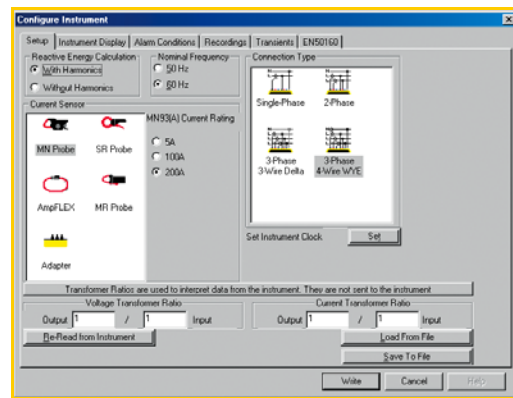 Configure Instrument
Setup
Instrument Display
Alarm Conditions
Recordings
Transients
EN50160
Reactive Energy Calculation
With Harmonics
Without Harmonics
Nominal Frequency
50 Hz
60 Hz
Connection Type
Single-Phase
2-Phase
3-Phase
3-Wire Delta
3-Phase
4-Wire WYE
Current Sensor
MN Probe
SR Probe
AmpFLEX
MR Probe
Adapter
MN93(A) Current Rating
5A
100A
200A
Set Instrument Clock
Set
Transformer Ratios are used to interpret data from the instrument. They are not sent to the instrument
Voltage Transformer Ratio
Output 1 / 1 Input
Current Transformer Ratio
Output 1 / 1 Input
Re-Read from Instrument
Load From File
Save To File
Write
Cancel
Help